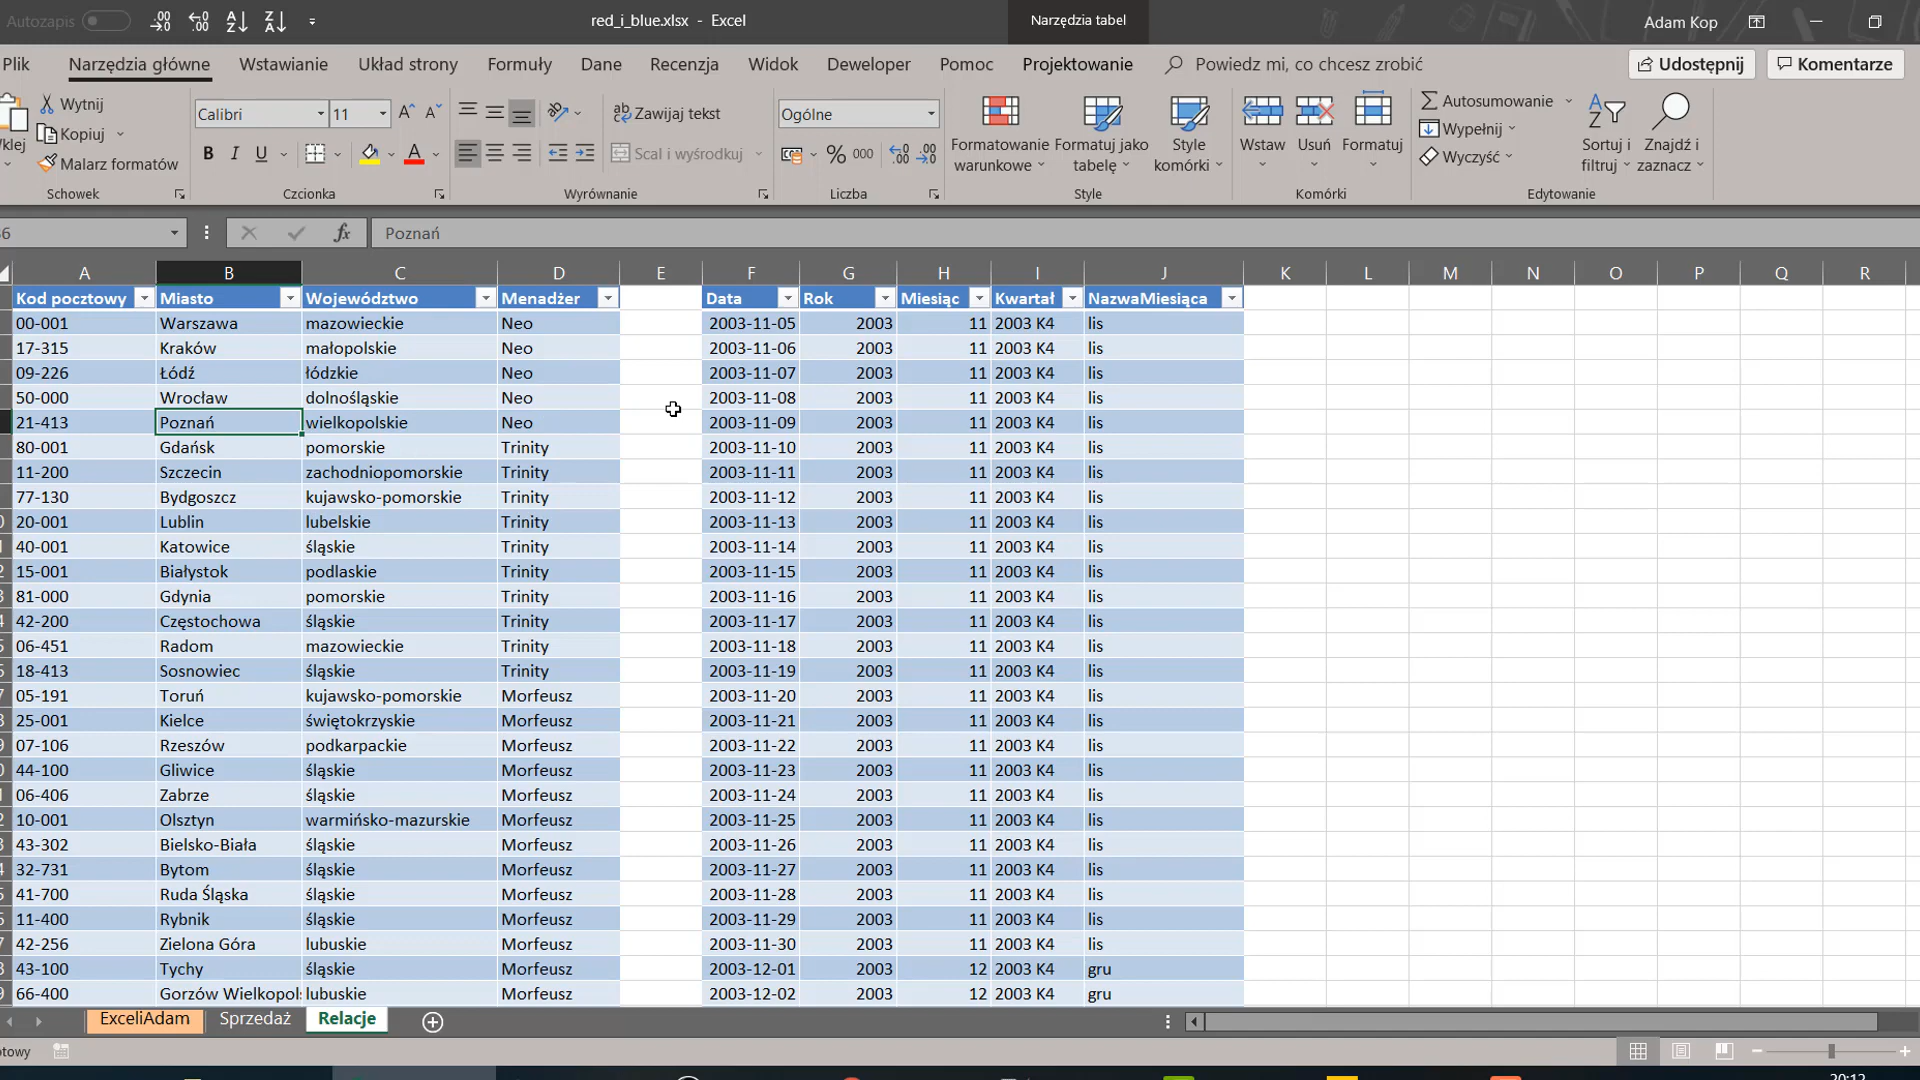 Autozapis
red_i_blue.xlsx - Excel
Narzędzia tabel
Adam Kop
Plik Narzędzia główne Wstawianie Układ strony Formuły Dane Recenzja Widok Deweloper Pomoc Projektowanie Powiedz mi, co chcesz zrobić Udostępnij Komentarze
Wytnij
Kopiuj
Malarz formatów
Schowek
Calibri 11
B I U
Czcionka
Zawijaj tekst
Scal i wyśrodkuj
Wyrównanie
Ogólne
% 000
Liczba
Formatowanie warunkowe
Formatuj jako tabelę
Style komórki
Style
Wstaw Usuń Formatuj
Komórki
Autosumowanie
Wypełnij
Wyczyść
Sortuj i filtruj
Znajdź i zaznacz
Edytowanie
fx Poznań
A B C D E F G H I J K L M N O P Q R
Kod pocztowy Miasto Województwo Menadżer Data Rok Miesiąc Kwartał NazwaMiesiąca
00-001 Warszawa mazowieckie Neo 2003-11-05 2003 11 2003 K4 lis
17-315 Kraków małopolskie Neo 2003-11-06 2003 11 2003 K4 lis
09-226 Łódź łódzkie Neo 2003-11-07 2003 11 2003 K4 lis
50-000 Wrocław dolnośląskie Neo 2003-11-08 2003 11 2003 K4 lis
21-413 Poznań wielkopolskie Neo 2003-11-09 2003 11 2003 K4 lis
80-001 Gdańsk pomorskie Trinity 2003-11-10 2003 11 2003 K4 lis
11-200 Szczecin zachodniopomorskie Trinity 2003-11-11 2003 11 2003 K4 lis
77-130 Bydgoszcz kujawsko-pomorskie Trinity 2003-11-12 2003 11 2003 K4 lis
20-001 Lublin lubelskie Trinity 2003-11-13 2003 11 2003 K4 lis
40-001 Katowice śląskie Trinity 2003-11-14 2003 11 2003 K4 lis
15-001 Białystok podlaskie Trinity 2003-11-15 2003 11 2003 K4 lis
81-000 Gdynia pomorskie Trinity 2003-11-16 2003 11 2003 K4 lis
42-200 Częstochowa śląskie Trinity 2003-11-17 2003 11 2003 K4 lis
06-451 Radom mazowieckie Trinity 2003-11-18 2003 11 2003 K4 lis
18-413 Sosnowiec śląskie Trinity 2003-11-19 2003 11 2003 K4 lis
05-191 Toruń kujawsko-pomorskie Morfeusz 2003-11-20 2003 11 2003 K4 lis
25-001 Kielce świętokrzyskie Morfeusz 2003-11-21 2003 11 2003 K4 lis
07-106 Rzeszów podkarpackie Morfeusz 2003-11-22 2003 11 2003 K4 lis
44-100 Gliwice śląskie Morfeusz 2003-11-23 2003 11 2003 K4 lis
06-406 Zabrze śląskie Morfeusz 2003-11-24 2003 11 2003 K4 lis
10-001 Olsztyn warmińsko-mazurskie Morfeusz 2003-11-25 2003 11 2003 K4 lis
43-302 Bielsko-Biała śląskie Morfeusz 2003-11-26 2003 11 2003 K4 lis
32-731 Bytom śląskie Morfeusz 2003-11-27 2003 11 2003 K4 lis
41-700 Ruda Śląska śląskie Morfeusz 2003-11-28 2003 11 2003 K4 lis
11-400 Rybnik śląskie Morfeusz 2003-11-29 2003 11 2003 K4 lis
42-256 Zielona Góra lubuskie Morfeusz 2003-11-30 2003 11 2003 K4 lis
43-100 Tychy śląskie Morfeusz 2003-12-01 2003 12 2003 K4 gru
66-400 Gorzów Wielkopols lubuskie Morfeusz 2003-12-02 2003 12 2003 K4 gru
ExceliAdam Sprzedaż Relacje